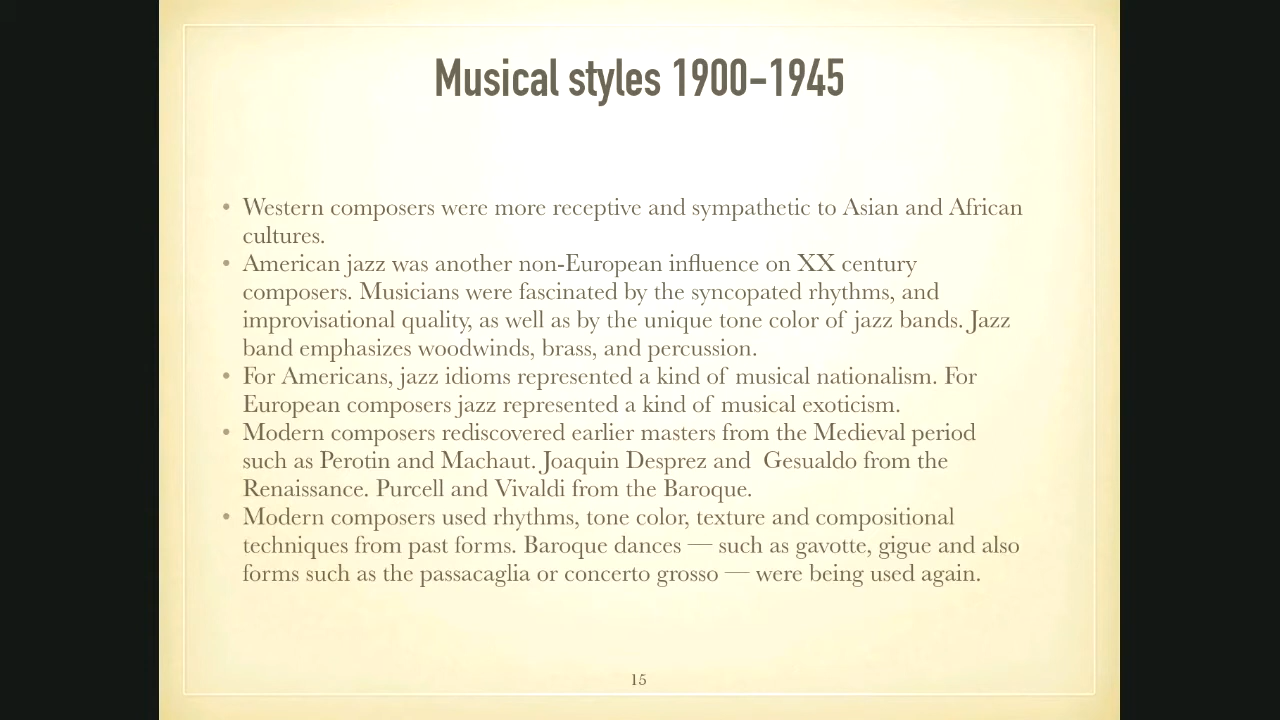 Musical styles 1900–1945
• Western composers were more receptive and sympathetic to Asian and African
cultures.
• American jazz was another non-European influence on XX century
composers. Musicians were fascinated by the syncopated rhythms, and
improvisational quality, as well as by the unique tone color of jazz bands. Jazz
band emphasizes woodwinds, brass, and percussion.
• For Americans, jazz idioms represented a kind of musical nationalism. For
European composers jazz represented a kind of musical exoticism.
• Modern composers rediscovered earlier masters from the Medieval period
such as Perotin and Machaut. Joaquin Desprez and  Gesualdo from the
Renaissance. Purcell and Vivaldi from the Baroque.
• Modern composers used rhythms, tone color, texture and compositional
techniques from past forms. Baroque dances — such as gavotte, gigue and also
forms such as the passacaglia or concerto grosso — were being used again.
15